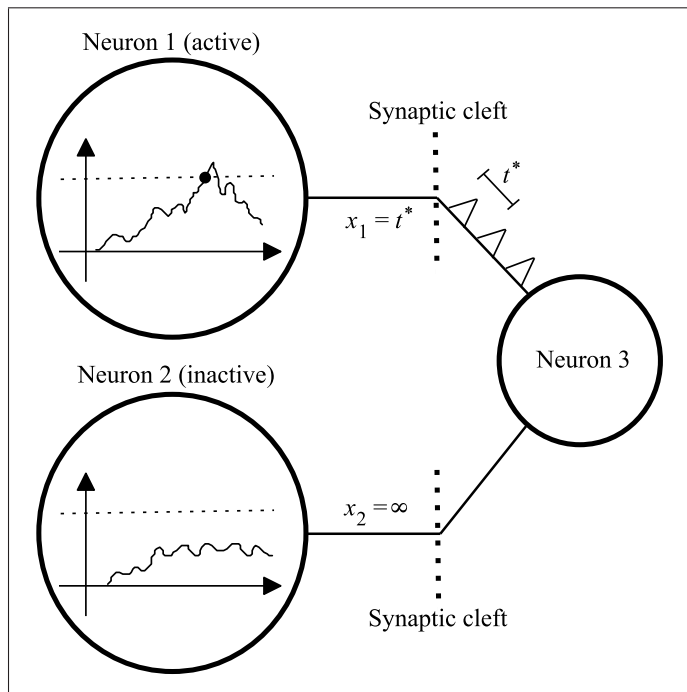 Neuron 1 (active)
Synaptic cleft
t*
x₁ = t*
Neuron 3
Neuron 2 (inactive)
x₂ = ∞
Synaptic cleft